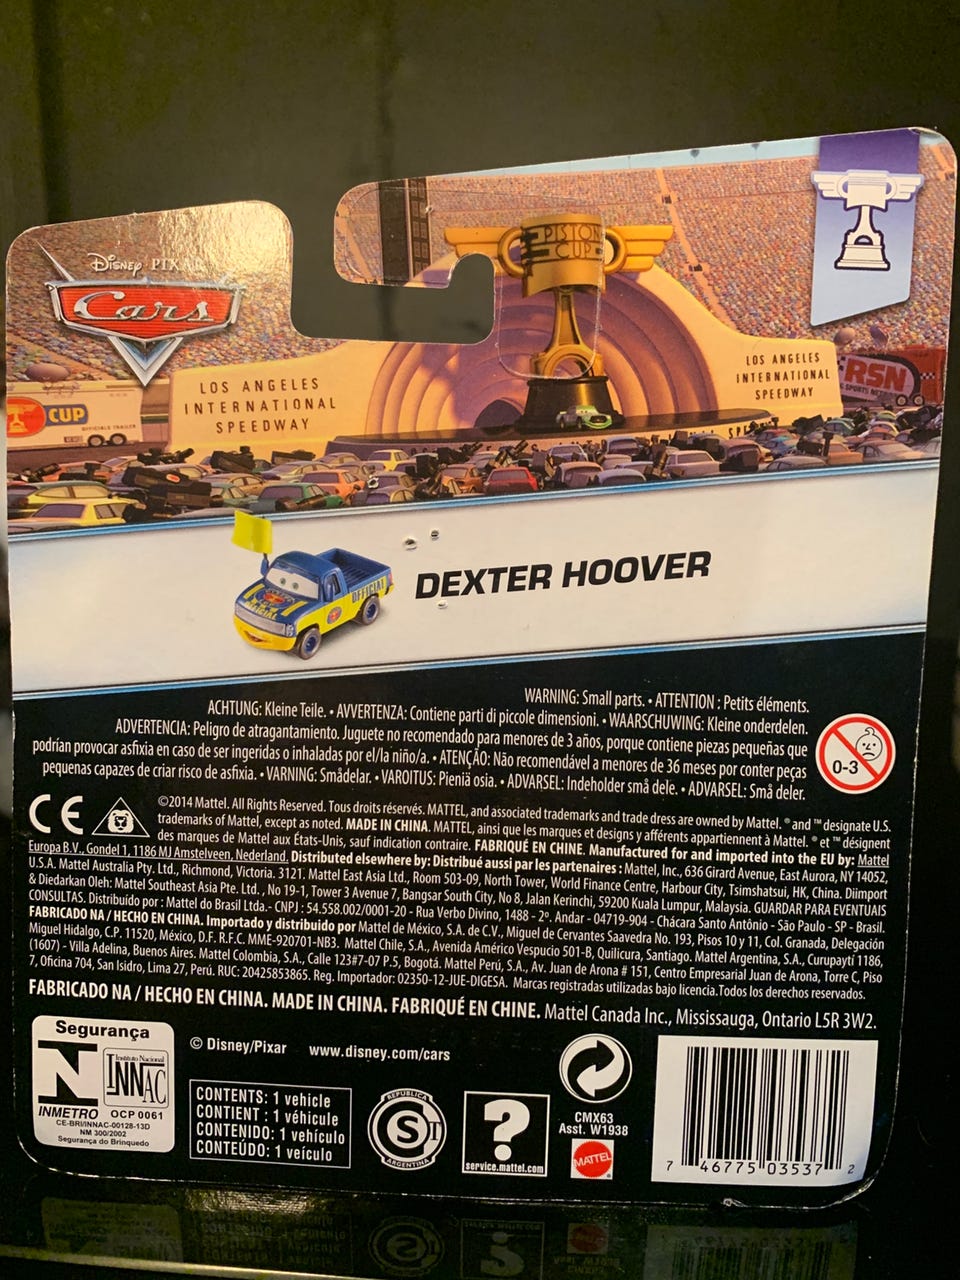 Disney PIXAR
Cars
PISTON
CUP
LOS ANGELES
INTERNATIONAL
SPEEDWAY
LOS ANGELES
INTERNATIONAL
SPEEDWAY
RSN
CUP
DEXTER HOOVER
OFFICIAL
WARNING: Small parts. • ATTENTION : Petits éléments.
ACHTUNG: Kleine Teile. • AVVERTENZA: Contiene parti di piccole dimensioni. • WAARSCHUWING: Kleine onderdelen.
ADVERTENCIA: Peligro de atragantamiento. Juguete no recomendado para menores de 3 años, porque contiene piezas pequeñas que
podrían provocar asfixia en caso de ser ingeridas o inhaladas por el/la niño/a. • ATENÇÃO: Não recomendável a menores de 36 meses por conter peças
pequenas capazes de criar risco de asfixia. • VARNING: Smådelar. • VAROITUS: Pieniä osia. • ADVARSEL: Indeholder små dele. • ADVARSEL: Små deler.
0-3
CE
©2014 Mattel. All Rights Reserved. Tous droits réservés. MATTEL, and associated trademarks and trade dress are owned by Mattel. ® and ™ designate U.S.
trademarks of Mattel, except as noted. MADE IN CHINA. MATTEL, ainsi que les marques et designs y afférents appartiennent à Mattel. ® et ™ désignent
des marques de Mattel aux États-Unis, sauf indication contraire. FABRIQUÉ EN CHINE. Manufactured for and imported into the EU by: Mattel
Europa B.V., Gondel 1, 1186 MJ Amstelveen, Nederland. Distributed elsewhere by: Distribué aussi par les partenaires : Mattel, Inc., 636 Girard Avenue, East Aurora, NY 14052,
U.S.A. Mattel Australia Pty. Ltd., Richmond, Victoria. 3121. Mattel East Asia Ltd., Room 503-09, North Tower, World Finance Centre, Harbour City, Tsimshatsui, HK, China. Diimport
& Diedarkan Oleh: Mattel Southeast Asia Pte. Ltd. , No 19-1, Tower 3 Avenue 7, Bangsar South City, No 8, Jalan Kerinchi, 59200 Kuala Lumpur, Malaysia. GUARDAR PARA EVENTUAIS
CONSULTAS. Distribuído por : Mattel do Brasil Ltda.- CNPJ : 54.558.002/0001-20 - Rua Verbo Divino, 1488 - 2º. Andar - 04719-904 - Chácara Santo Antônio - São Paulo - SP - Brasil.
FABRICADO NA / HECHO EN CHINA. Importado y distribuido por Mattel de México, S.A. de C.V., Miguel de Cervantes Saavedra No. 193, Pisos 10 y 11, Col. Granada, Delegación
Miguel Hidalgo, C.P. 11520, México, D.F. R.F.C. MME-920701-NB3. Mattel Chile, S.A., Avenida Américo Vespucio 501-B, Quilicura, Santiago. Mattel Argentina, S.A., Curupaytí 1186,
(1607) - Villa Adelina, Buenos Aires. Mattel Colombia, S.A., Calle 123#7-07 P.5, Bogotá. Mattel Perú, S.A., Av. Juan de Arona # 151, Centro Empresarial Juan de Arona, Torre C, Piso
7, Oficina 704, San Isidro, Lima 27, Perú. RUC: 20425853865. Reg. Importador: 02350-12-JUE-DIGESA. Marcas registradas utilizadas bajo licencia.Todos los derechos reservados.
FABRICADO NA / HECHO EN CHINA. MADE IN CHINA. FABRIQUÉ EN CHINE. Mattel Canada Inc., Mississauga, Ontario L5R 3W2.
Segurança
Instituto Nacional
INNAC
INMETRO OCP 0061
CE-BRI/INNAC-00128-13D
NM 300/2002
Segurança do Brinquedo
© Disney/Pixar www.disney.com/cars
CONTENTS: 1 vehicle
CONTIENT : 1 véhicule
CONTENIDO: 1 vehículo
CONTEÚDO: 1 veículo
REPUBLICA
S
ARGENTINA
?
service.mattel.com
CMX63
Asst. W1938
MATTEL
7 46775 03537 2